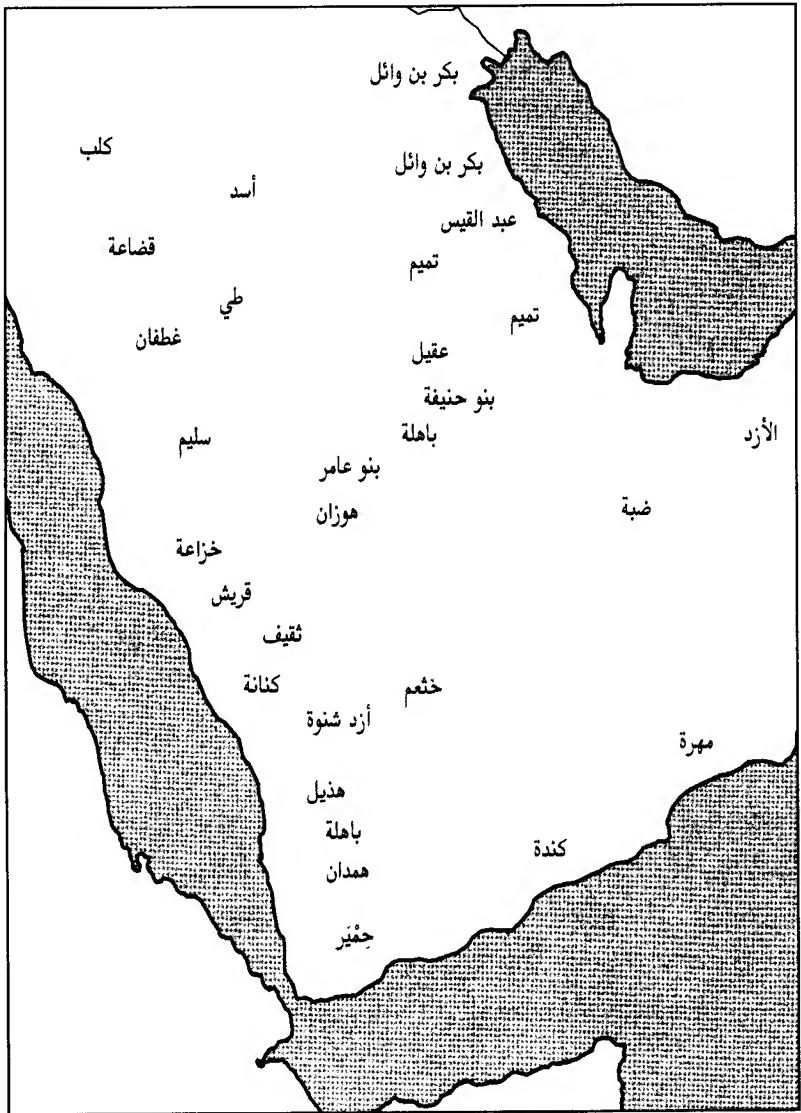 بكر بن وائل
كلب
بكر بن وائل
أسد
عبد القيس
قضاعة
تميم
طي
تميم
غطفان
عقيل
بنو حنيفة
الأزد
باهلة
سليم
بنو عامر
ضبة
هوزان
خزاعة
قريش
ثقيف
كنانة
خثعم
أزد شنوة
مهرة
هذيل
باهلة
كندة
همدان
حِمْيَر